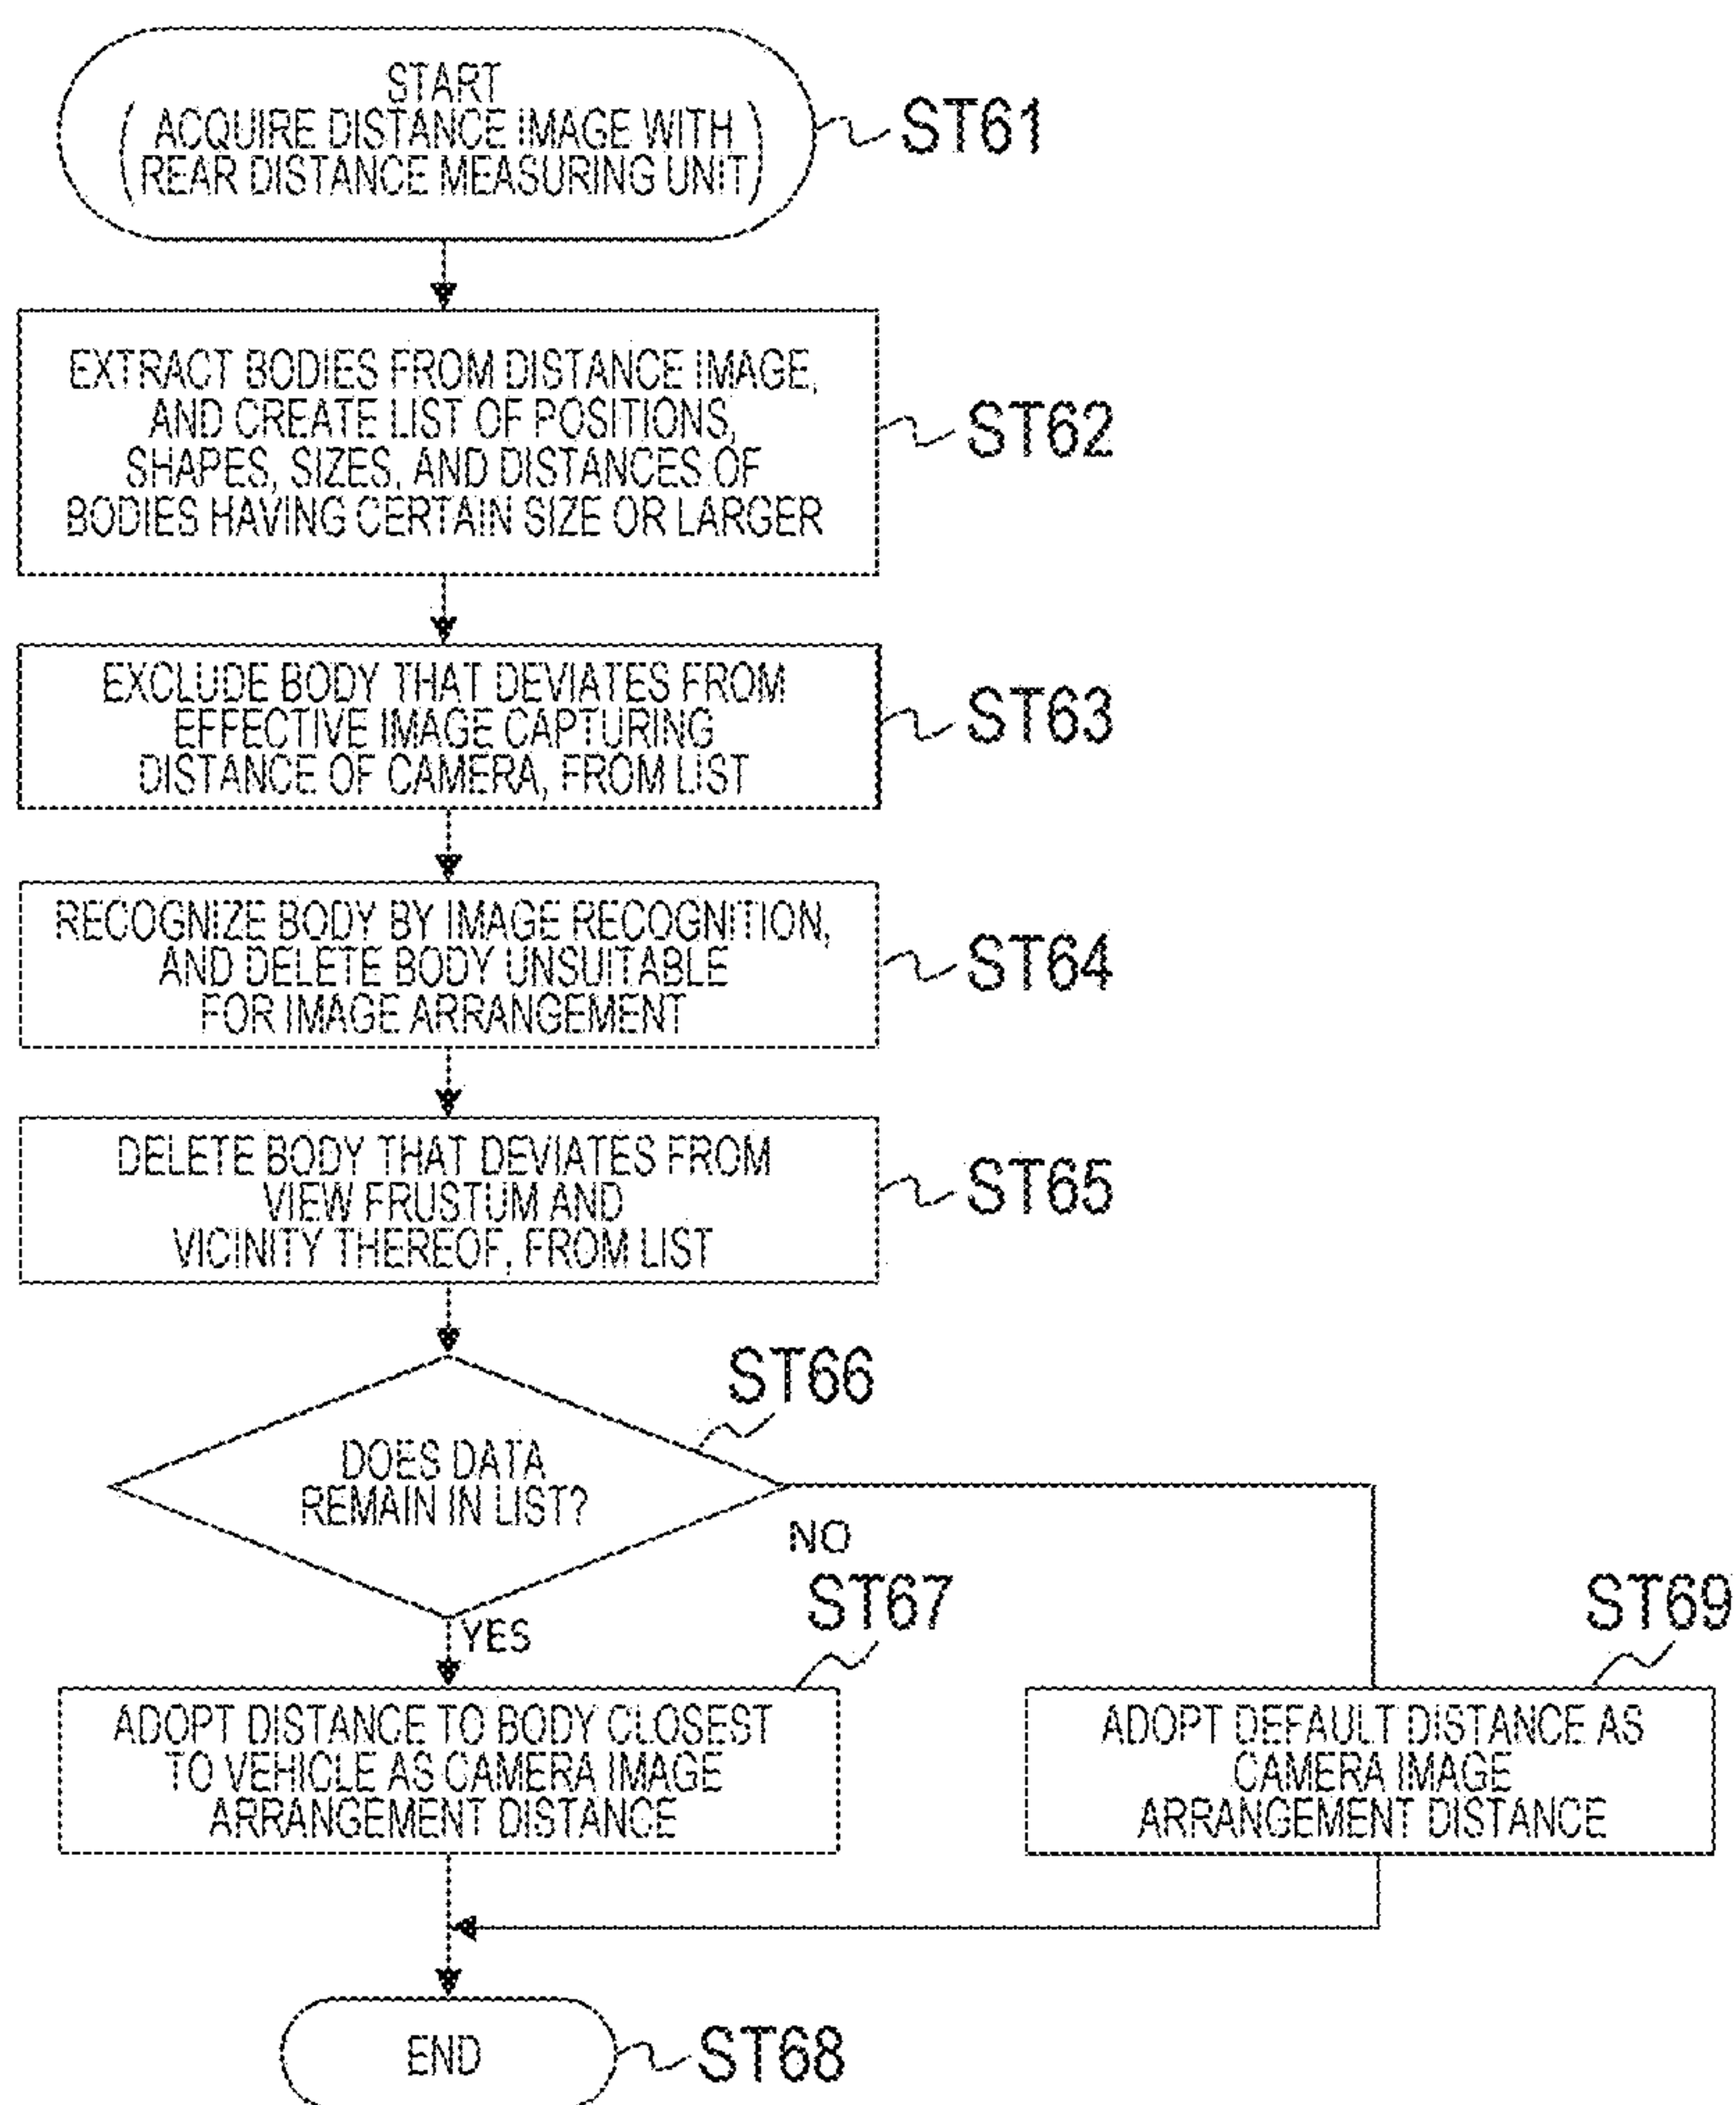 START
( ACQUIRE DISTANCE IMAGE WITH
REAR DISTANCE MEASURING UNIT )
ST61
EXTRACT BODIES FROM DISTANCE IMAGE,
AND CREATE LIST OF POSITIONS,
SHAPES, SIZES, AND DISTANCES OF
BODIES HAVING CERTAIN SIZE OR LARGER
ST62
EXCLUDE BODY THAT DEVIATES FROM
EFFECTIVE IMAGE CAPTURING
DISTANCE OF CAMERA, FROM LIST
ST63
RECOGNIZE BODY BY IMAGE RECOGNITION,
AND DELETE BODY UNSUITABLE
FOR IMAGE ARRANGEMENT
ST64
DELETE BODY THAT DEVIATES FROM
VIEW FRUSTUM AND
VICINITY THEREOF, FROM LIST
ST65
ST66
DOES DATA
REMAIN IN LIST?
NO
YES
ST67
ADOPT DISTANCE TO BODY CLOSEST
TO VEHICLE AS CAMERA IMAGE
ARRANGEMENT DISTANCE
ST69
ADOPT DEFAULT DISTANCE AS
CAMERA IMAGE
ARRANGEMENT DISTANCE
END
ST68